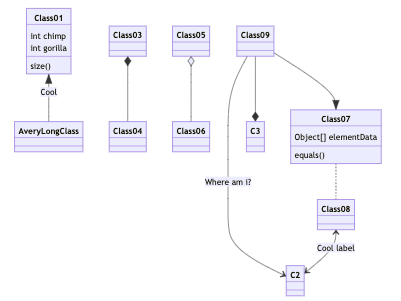 Class01
int chimp
int gorilla
size()
Class03
Class05
Class09
Cool
Class07
Object[] elementData
equals()
AveryLongClass
Class04
Class06
C3
Where am i?
Class08
Cool label
C2